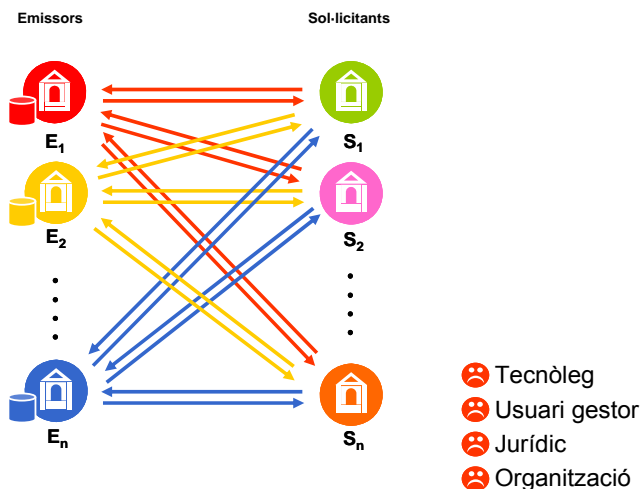 Emissors
Sol·licitants
E1
S1
E2
S2
En
Sn
Tecnòleg
Usuari gestor
Jurídic
Organització